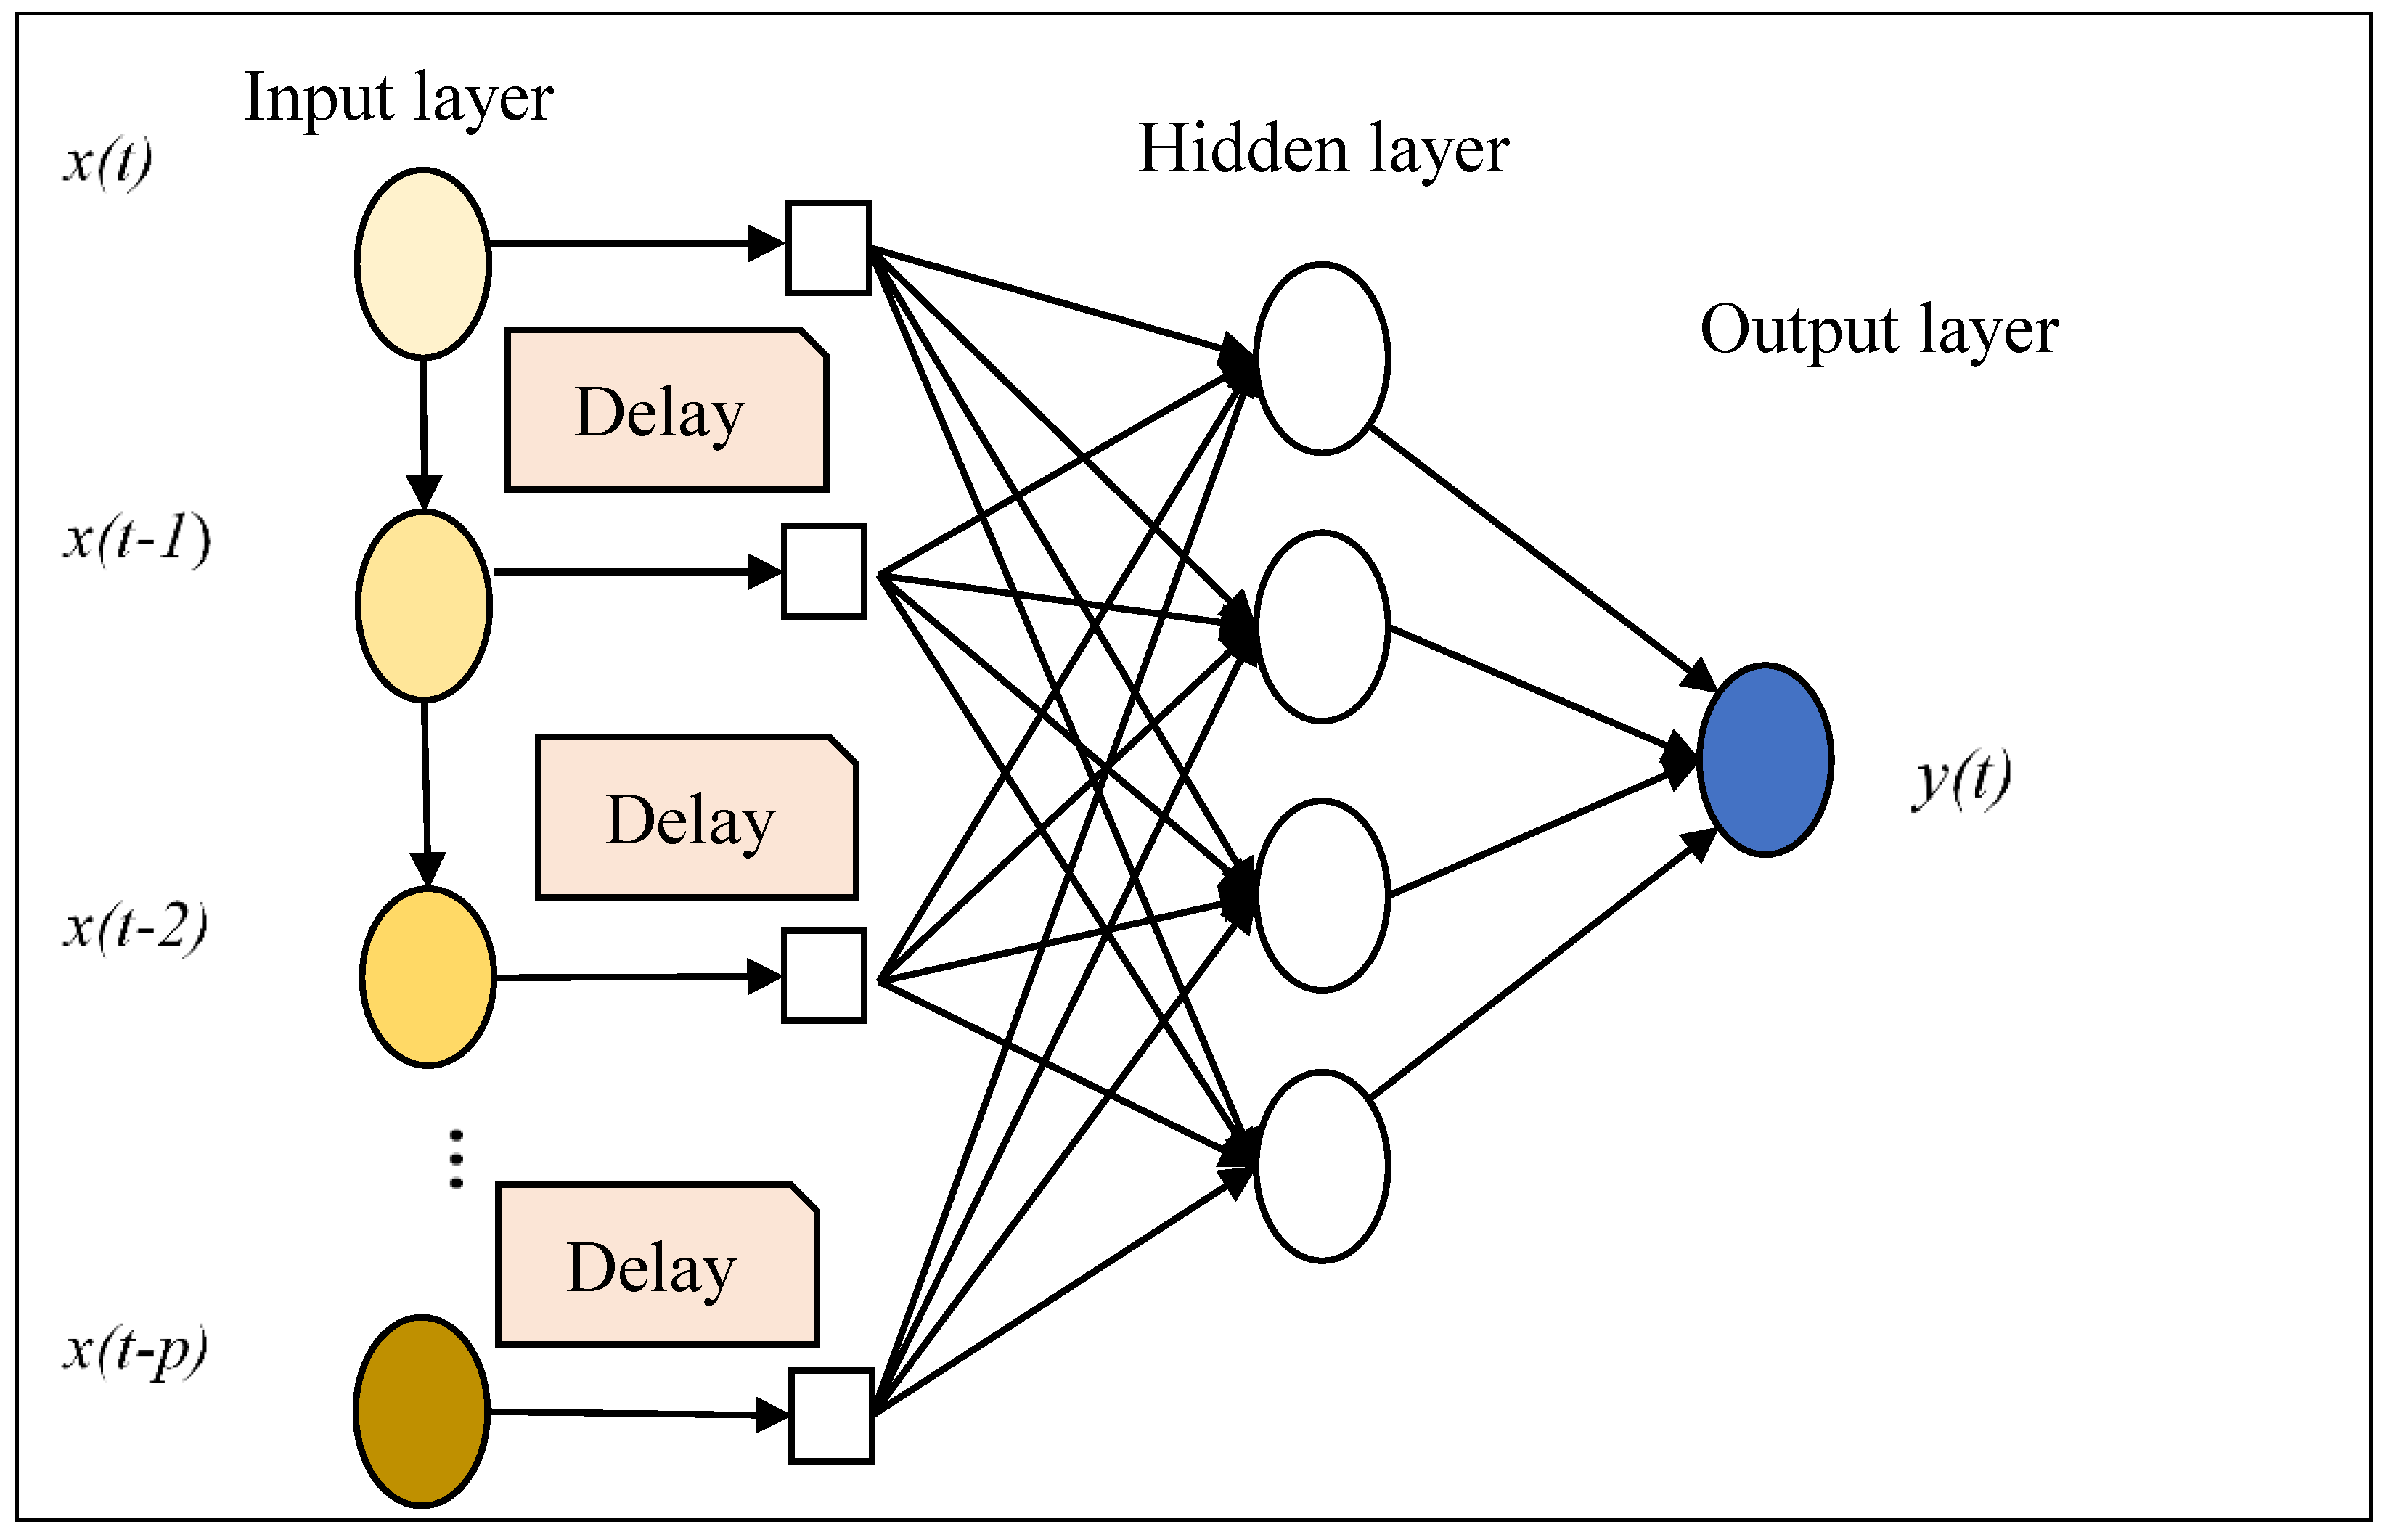 Input layer
x(t)
Hidden layer
Output layer
Delay
x(t-1)
Delay
y(t)
x(t-2)
⋮
Delay
x(t-p)